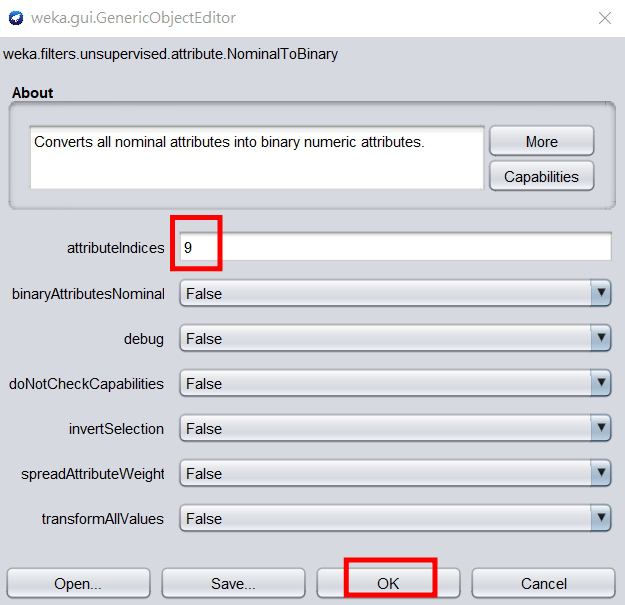 weka.gui.GenericObjectEditor
weka.filters.unsupervised.attribute.NominalToBinary
About
Converts all nominal attributes into binary numeric attributes.
More
Capabilities
attributeIndices 9
binaryAttributesNominal False
debug False
doNotCheckCapabilities False
invertSelection False
spreadAttributeWeight False
transformAllValues False
Open... Save... OK Cancel